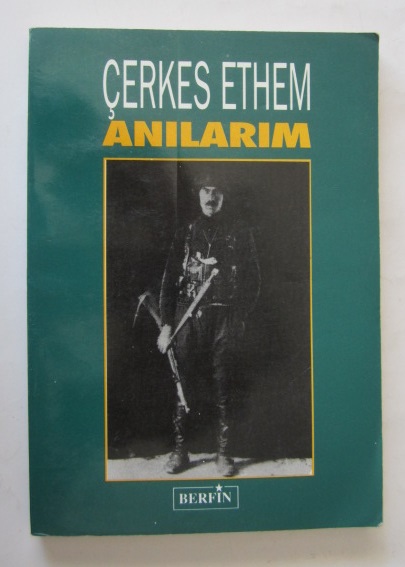 ÇERKES ETHEM
ANILARIM
BERFİN